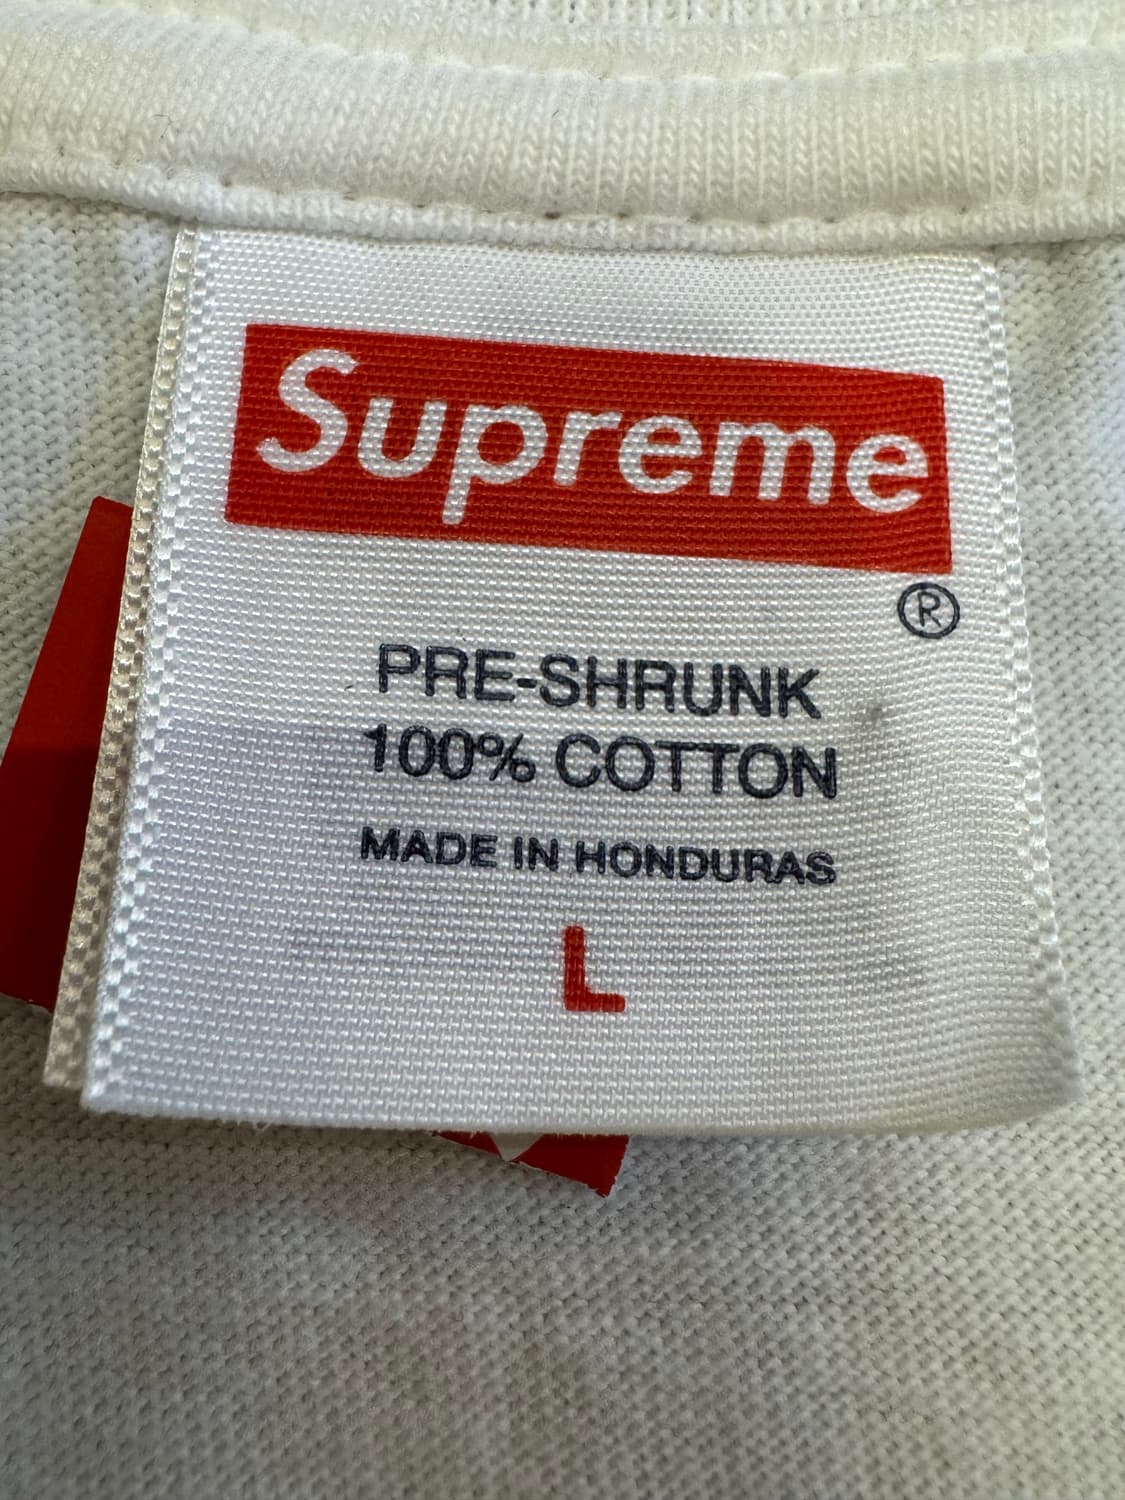 Supreme
®
PRE-SHRUNK
100% COTTON
MADE IN HONDURAS
L